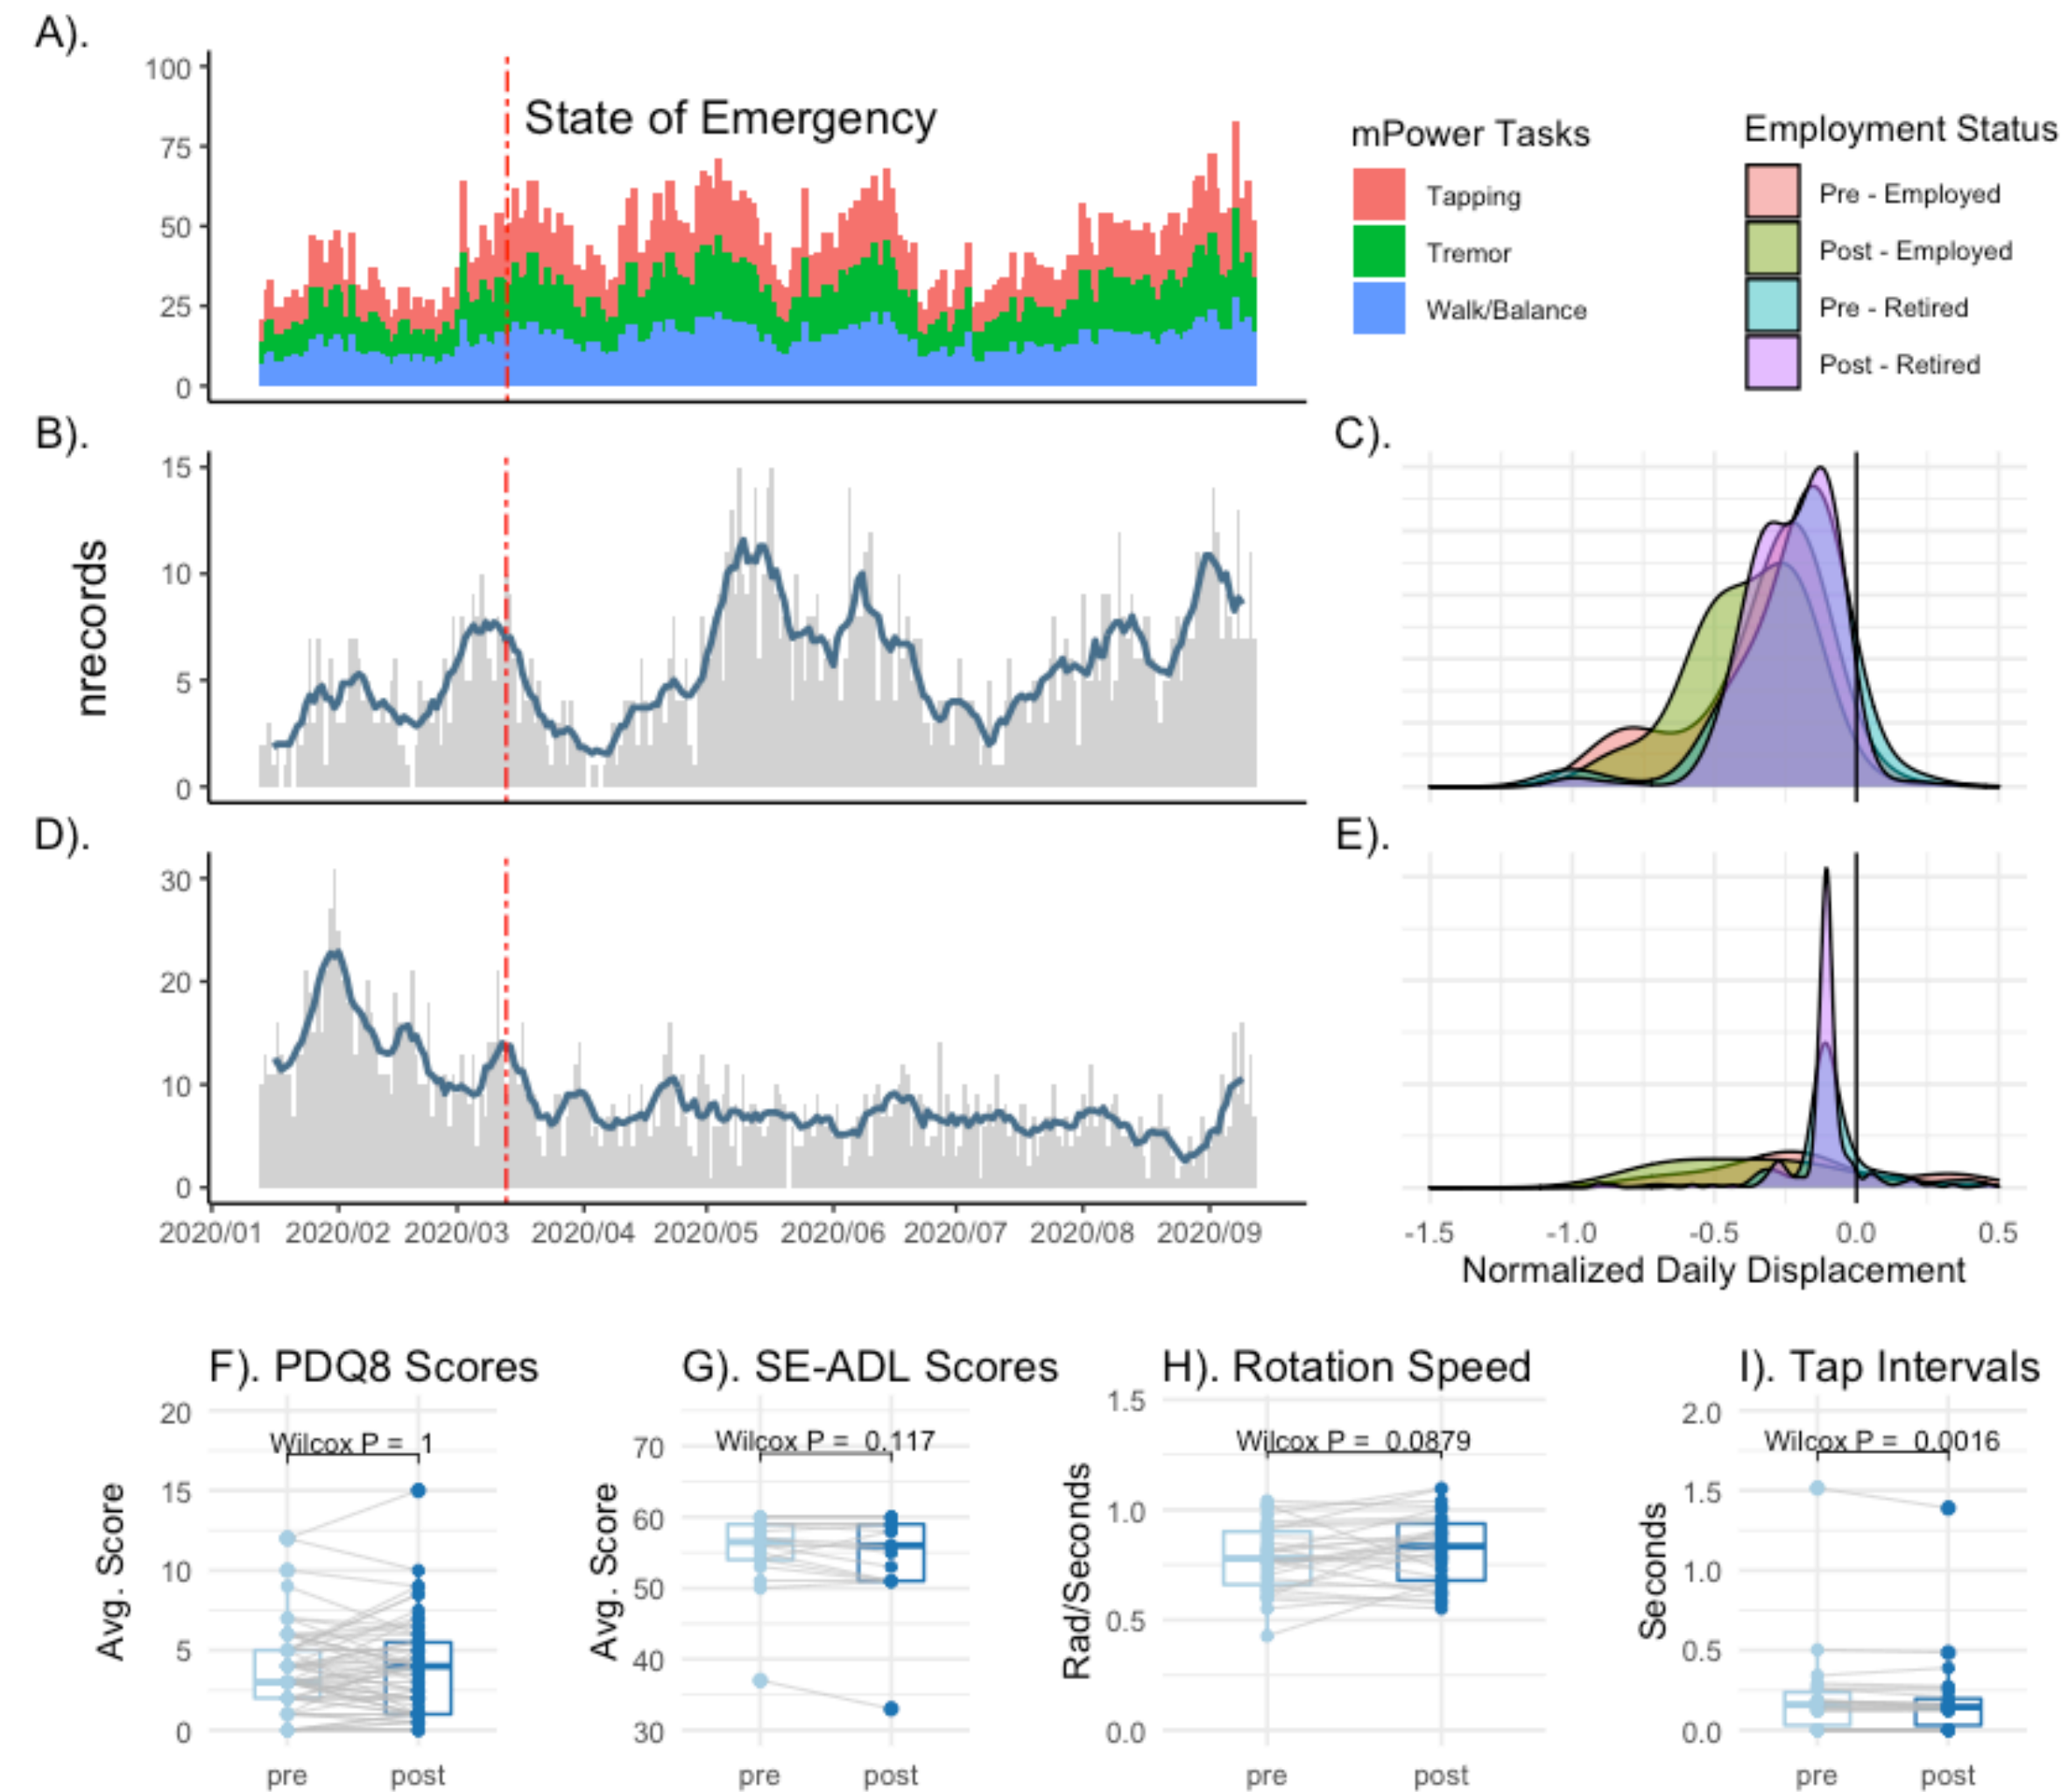 A).
100
75
50
25
0
State of Emergency
mPower Tasks
Tapping
Tremor
Walk/Balance
Employment Status
Pre - Employed
Post - Employed
Pre - Retired
Post - Retired
B).
nrecords
15
10
5
0
C).
D).
30
20
10
0
2020/01 2020/02 2020/03 2020/04 2020/05 2020/06 2020/07 2020/08 2020/09
E).
-1.5 -1.0 -0.5 0.0 0.5
Normalized Daily Displacement
F). PDQ8 Scores
Avg. Score
20
15
10
5
0
Wilcox P = 1
pre post
G). SE-ADL Scores
Avg. Score
70
60
50
40
30
Wilcox P = 0.117
pre post
H). Rotation Speed
Rad/Seconds
1.5
1.0
0.5
0.0
Wilcox P = 0.0879
pre post
I). Tap Intervals
Seconds
2.0
1.5
1.0
0.5
0.0
Wilcox P = 0.0016
pre post